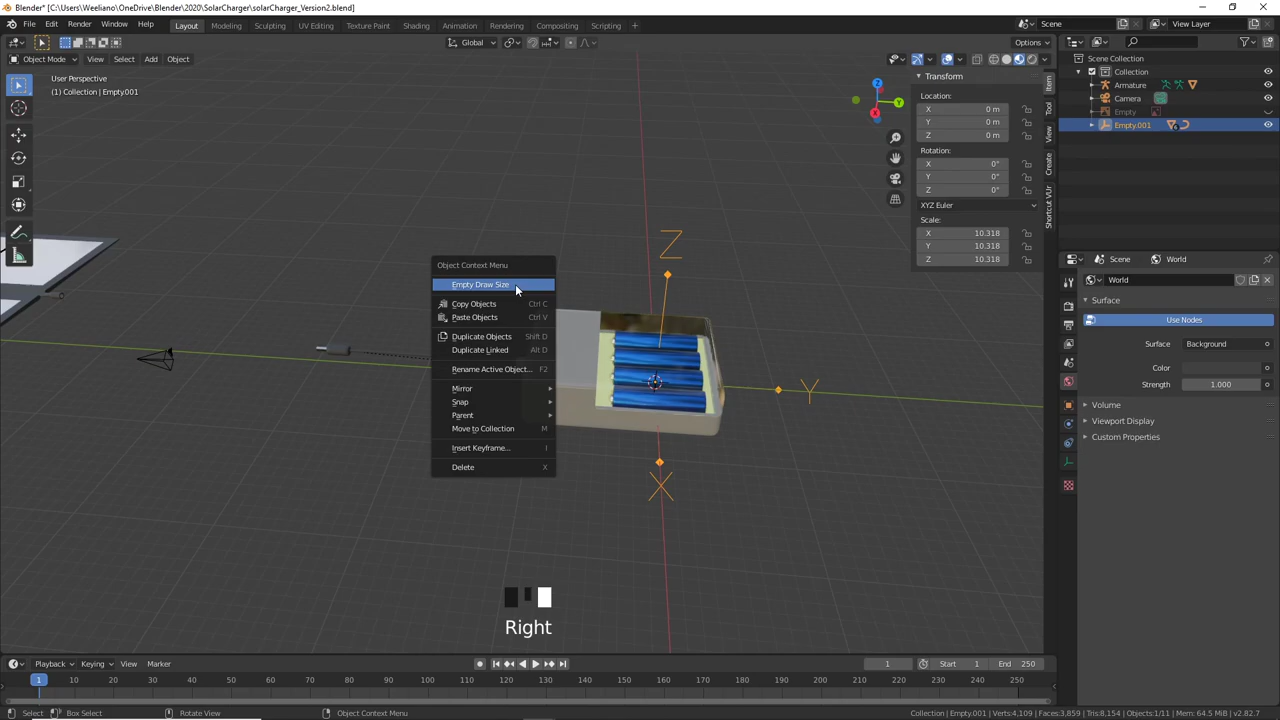 Blender* [C:\Users\Weeliano\OneDrive\Blender\2020\SolarCharger\solarCharger_Version2.blend]
File Edit Render Window Help Layout Modeling Sculpting UV Editing Texture Paint Shading Animation Rendering Compositing Scripting + Scene View Layer
Global Options
Object Mode View Select Add Object
User Perspective
(1) Collection | Empty.001
Z
Y
X
Transform
Location:
X 0 m
Y 0 m
Z 0 m
Rotation:
X 0°
Y 0°
Z 0°
XYZ Euler
Scale:
X 10.318
Y 10.318
Z 10.318
Item
Tool
View
Create
Shortcut VUr
Scene Collection
Collection
Armature
Camera
Empty
Empty.001
Z
Y
X
Object Context Menu
Empty Draw Size
Copy Objects Ctrl C
Paste Objects Ctrl V
Duplicate Objects Shift D
Duplicate Linked Alt D
Rename Active Object... F2
Mirror
Snap
Parent
Move to Collection M
Insert Keyframe... I
Delete X
Right
Scene World
World
Surface
Use Nodes
Surface Background
Color
Strength 1.000
Volume
Viewport Display
Custom Properties
Playback Keying View Marker 1 Start 1 End 250
1 10 20 30 40 50 60 70 80 90 100 110 120 130 140 150 160 170 180 190 200 210 220 230 240 250
Select Box Select Rotate View Object Context Menu Collection | Empty.001 | Verts:4,109 | Faces:3,859 | Tris:8,154 | Objects:1/11 | Mem: 64.5 MiB | v2.82.7